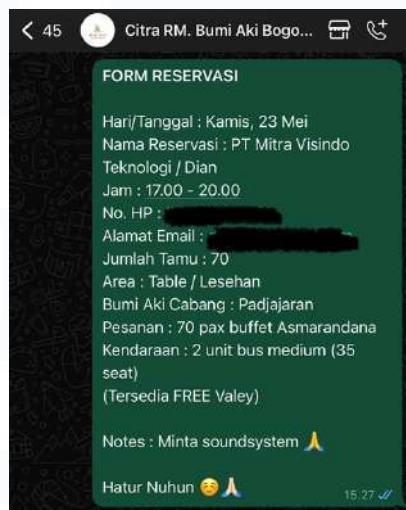 45
Citra RM. Bumi Aki Bogo...
FORM RESERVASI
Hari/Tanggal : Kamis, 23 Mei
Nama Reservasi : PT Mitra Visindo
Teknologi / Dian
Jam : 17.00 - 20.00
No. HP :
Alamat Email :
Jumlah Tamu : 70
Area : Table / Lesehan
Bumi Aki Cabang : Padjajaran
Pesanan : 70 pax buffet Asmarandana
Kendaraan : 2 unit bus medium (35
seat)
(Tersedia FREE Valey)
Notes : Minta soundsystem 🙏
Hatur Nuhun ☺️🙏🏻
15.27